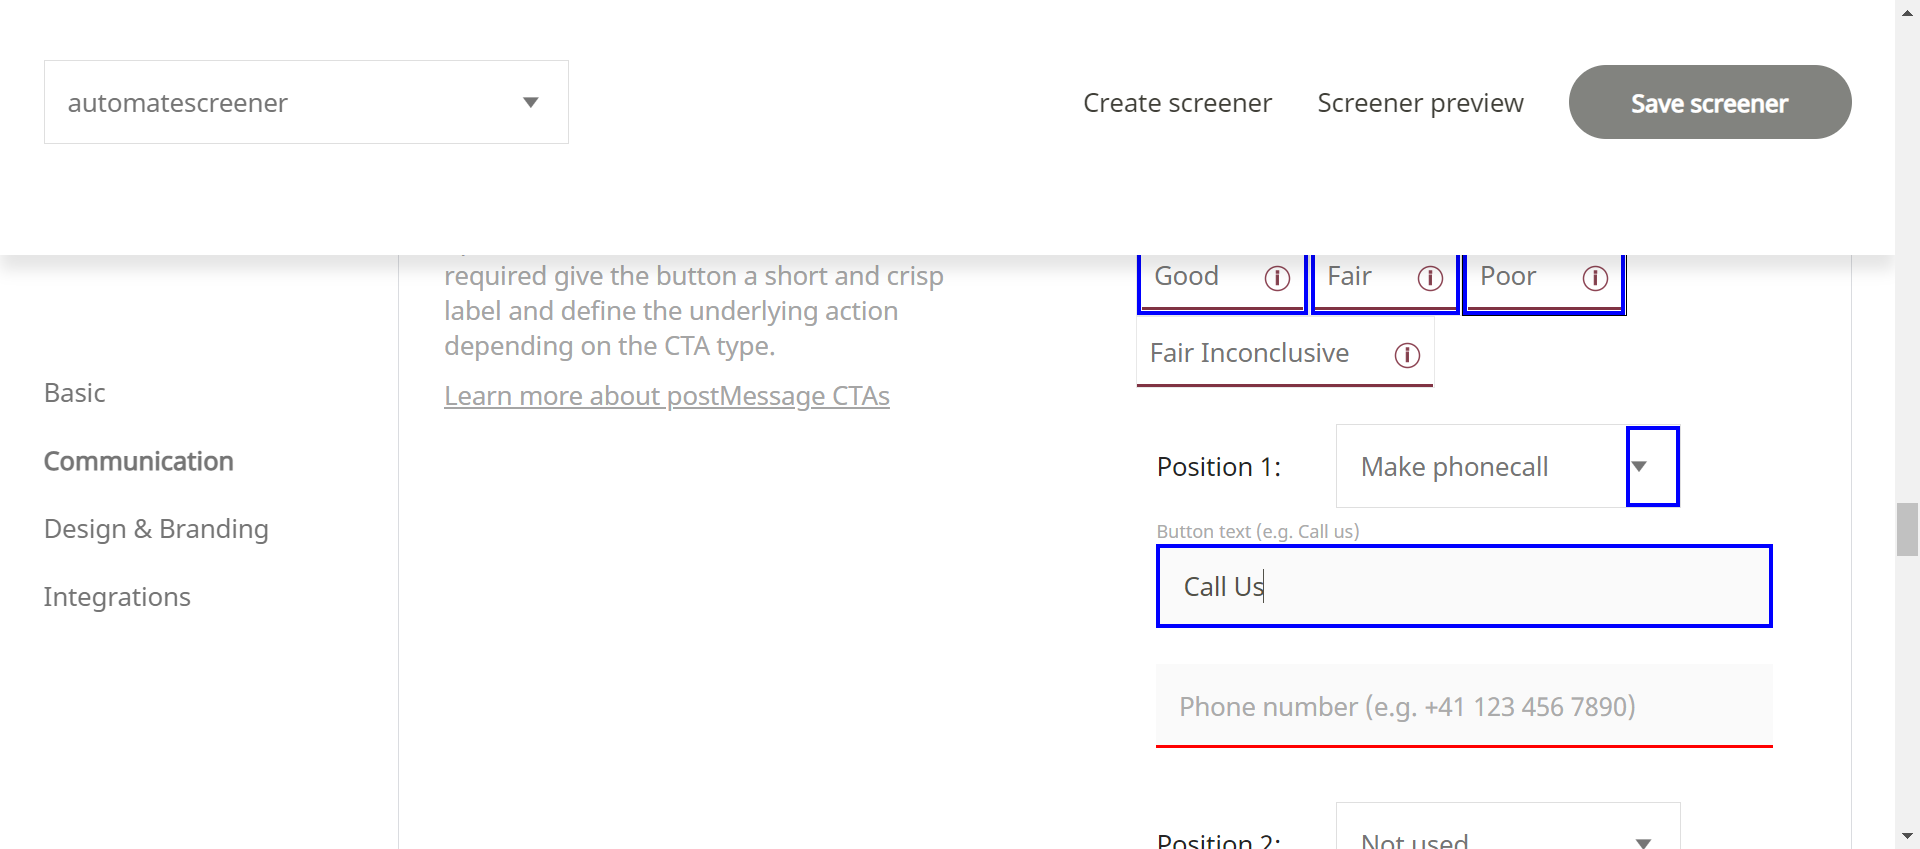 automatescreener
Create screener
Screener preview
Save screener
required give the button a short and crisp
label and define the underlying action
depending on the CTA type.
Learn more about postMessage CTAs
Basic
Communication
Design & Branding
Integrations
Good
Fair
Poor
Fair Inconclusive
Position 1:
Make phonecall
Button text (e.g. Call us)
Call Us
Phone number (e.g. +41 123 456 7890)
Position 2:
Not used